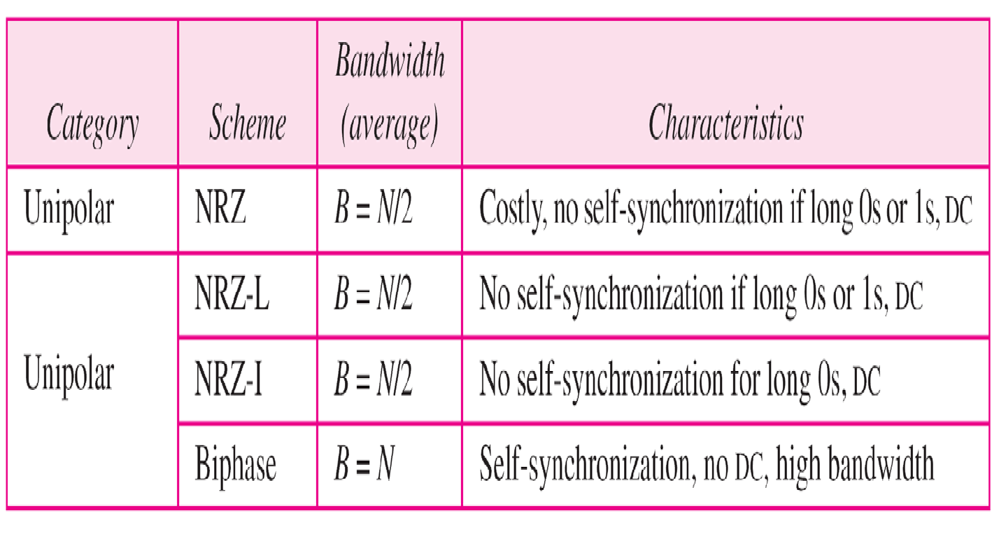 Category Scheme Bandwidth (average) Characteristics
Unipolar NRZ B = N/2 Costly, no self-synchronization if long 0s or 1s, DC
Unipolar
NRZ-L B = N/2 No self-synchronization if long 0s or 1s, DC
NRZ-I B = N/2 No self-synchronization for long 0s, DC
Biphase B = N Self-synchronization, no DC, high bandwidth